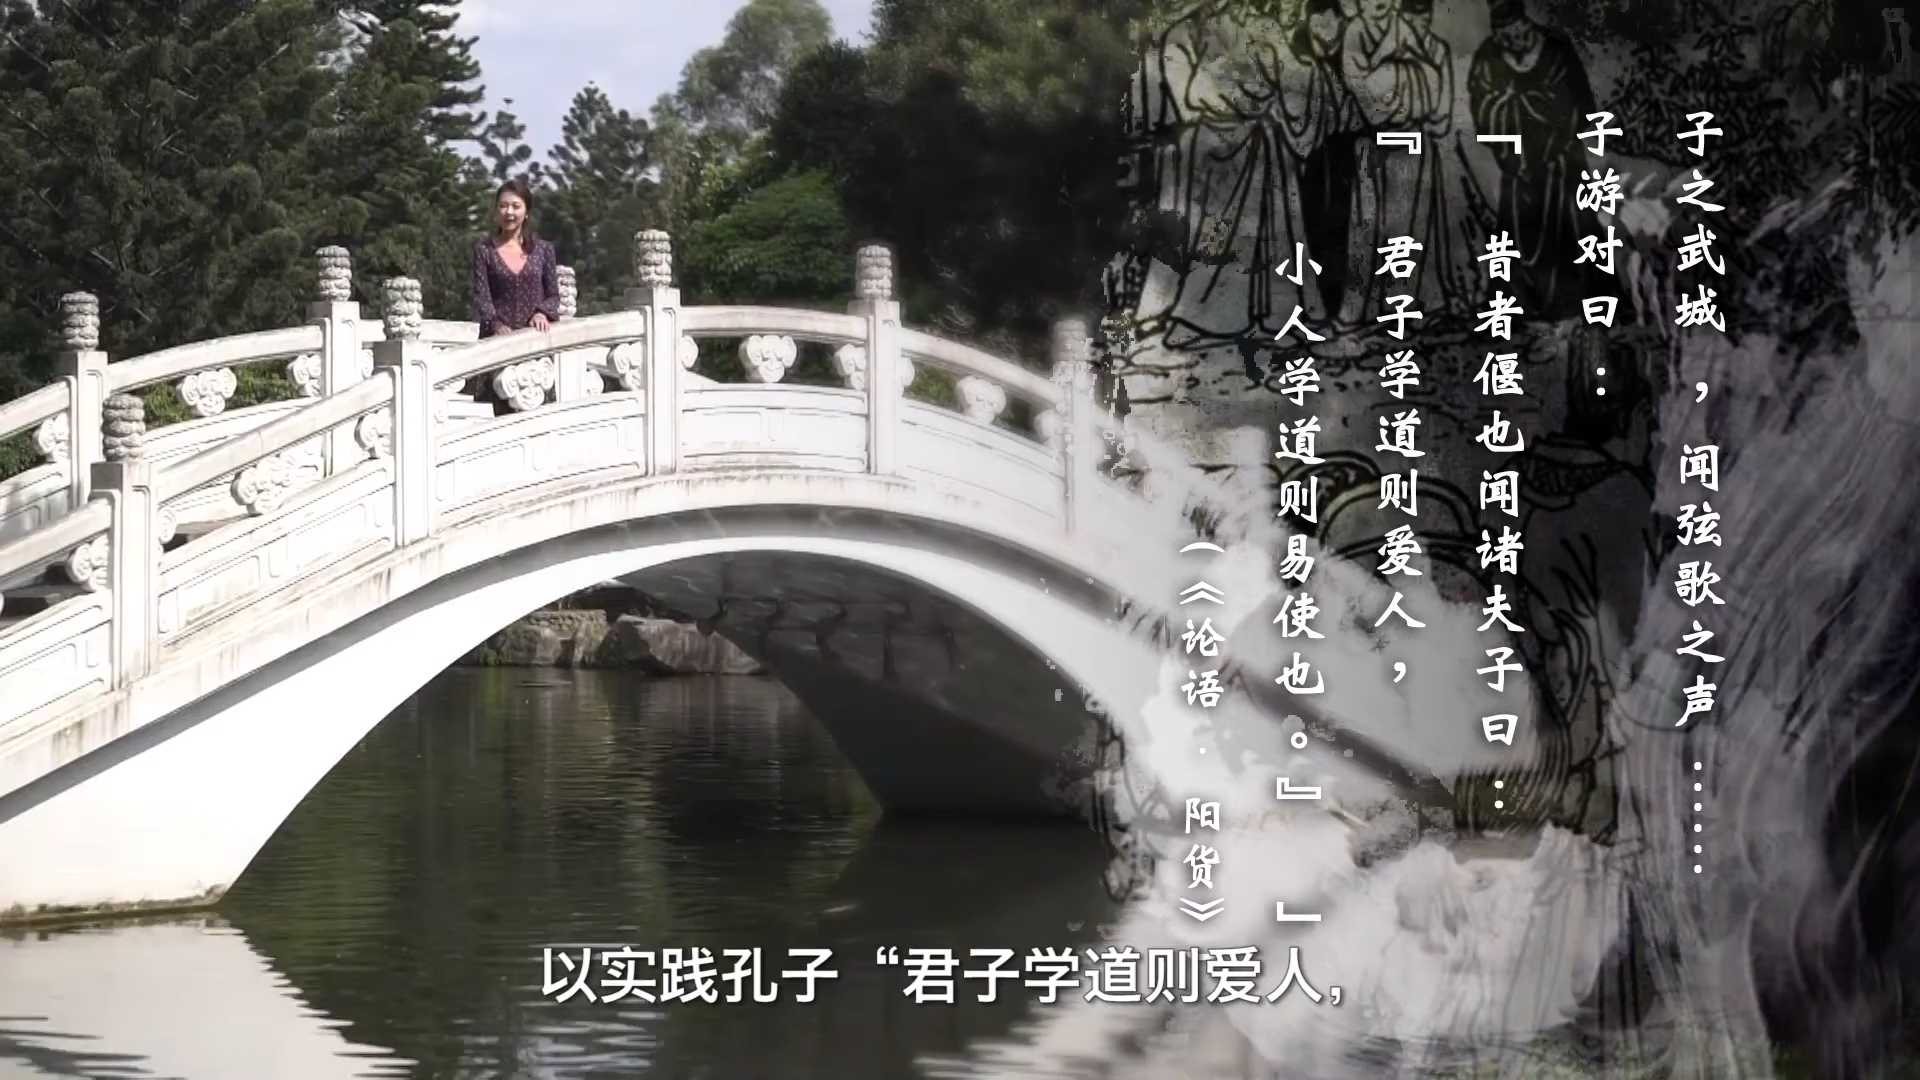 子之武城，闻弦歌之声……
子游对曰：
「昔者偃也闻诸夫子曰：
『君子学道则爱人，
小人学道则易使也。』」
（《论语·阳货》
以实践孔子“君子学道则爱人，